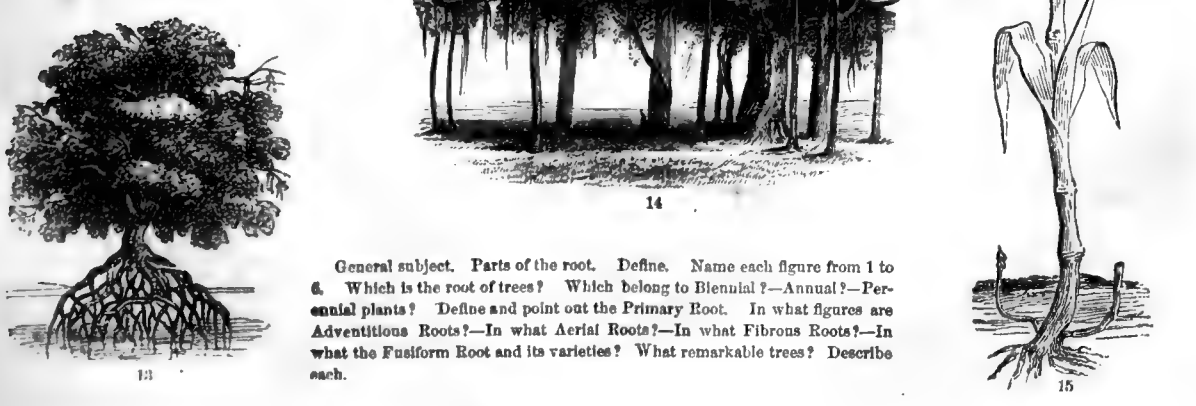 14
General subject. Parts of the root. Define. Name each figure from 1 to
6. Which is the root of trees? Which belong to Biennial?—Annual?—Per-
ennial plants? Define and point out the Primary Root. In what figures are
Adventitious Roots?—In what Aerial Roots?—In what Fibrous Roots?—In
what the Fusiform Root and its varieties? What remarkable trees? Describe
each.
13
15